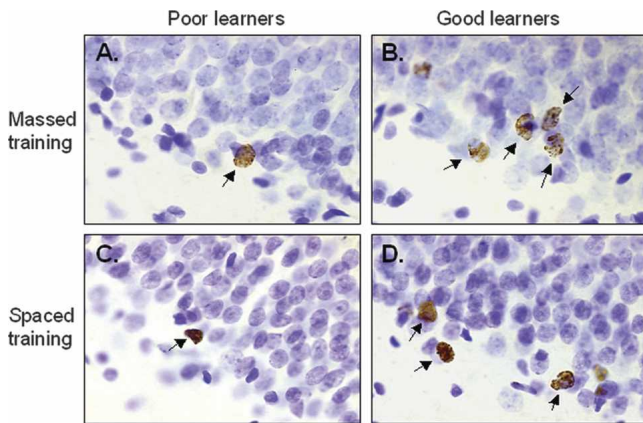 Poor learners
Good learners
Massed
training
A.
B.
Spaced
training
C.
D.